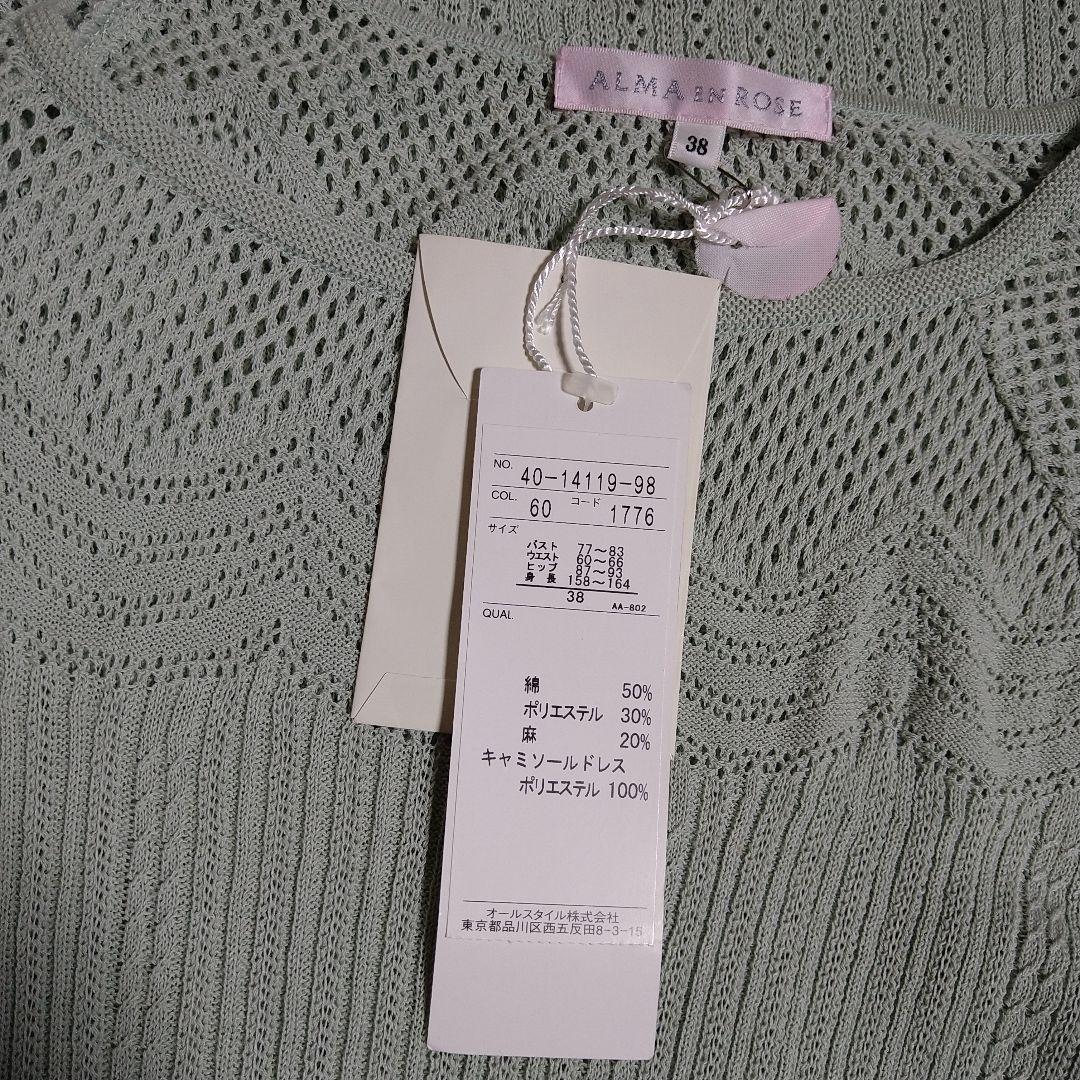 ALMA IN ROSE
38
NO. 40-14119-98
COL. 60 コード 1776
サイズ
バスト 77〜83
ウエスト 60〜66
ヒップ 87〜93
身長 158〜164
38
AA-802
QUAL.
綿 50%
ポリエステル 30%
麻 20%
キャミソールドレス
ポリエステル 100%
オールスタイル株式会社
東京都品川区西五反田8-3-15